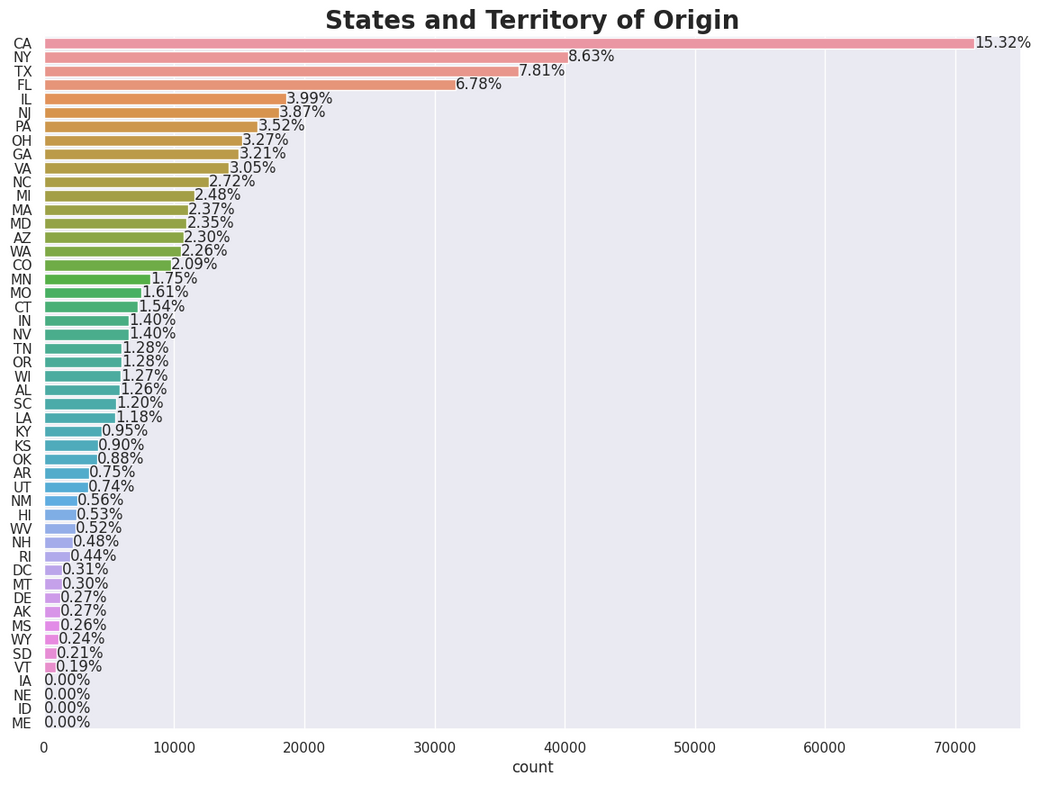 States and Territory of Origin
CA 15.32%
NY 8.63%
TX 7.81%
FL 6.78%
IL 3.99%
NJ 3.87%
PA 3.52%
OH 3.27%
GA 3.21%
VA 3.05%
NC 2.72%
MI 2.48%
MA 2.37%
MD 2.35%
AZ 2.30%
WA 2.26%
CO 2.09%
MN 1.75%
MO 1.61%
CT 1.54%
IN 1.40%
NV 1.40%
TN 1.28%
OR 1.28%
WI 1.27%
AL 1.26%
SC 1.20%
LA 1.18%
KY 0.95%
KS 0.90%
OK 0.88%
AR 0.75%
UT 0.74%
NM 0.56%
HI 0.53%
WV 0.52%
NH 0.48%
RI 0.44%
DC 0.31%
MT 0.30%
DE 0.27%
AK 0.27%
MS 0.26%
WY 0.24%
SD 0.21%
VT 0.19%
IA 0.00%
NE 0.00%
ID 0.00%
ME 0.00%
0 10000 20000 30000 40000 50000 60000 70000
count